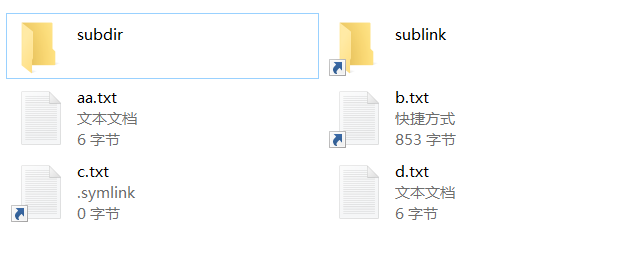 subdir
sublink
aa.txt
文本文档
6 字节
b.txt
快捷方式
853 字节
c.txt
.symlink
0 字节
d.txt
文本文档
6 字节